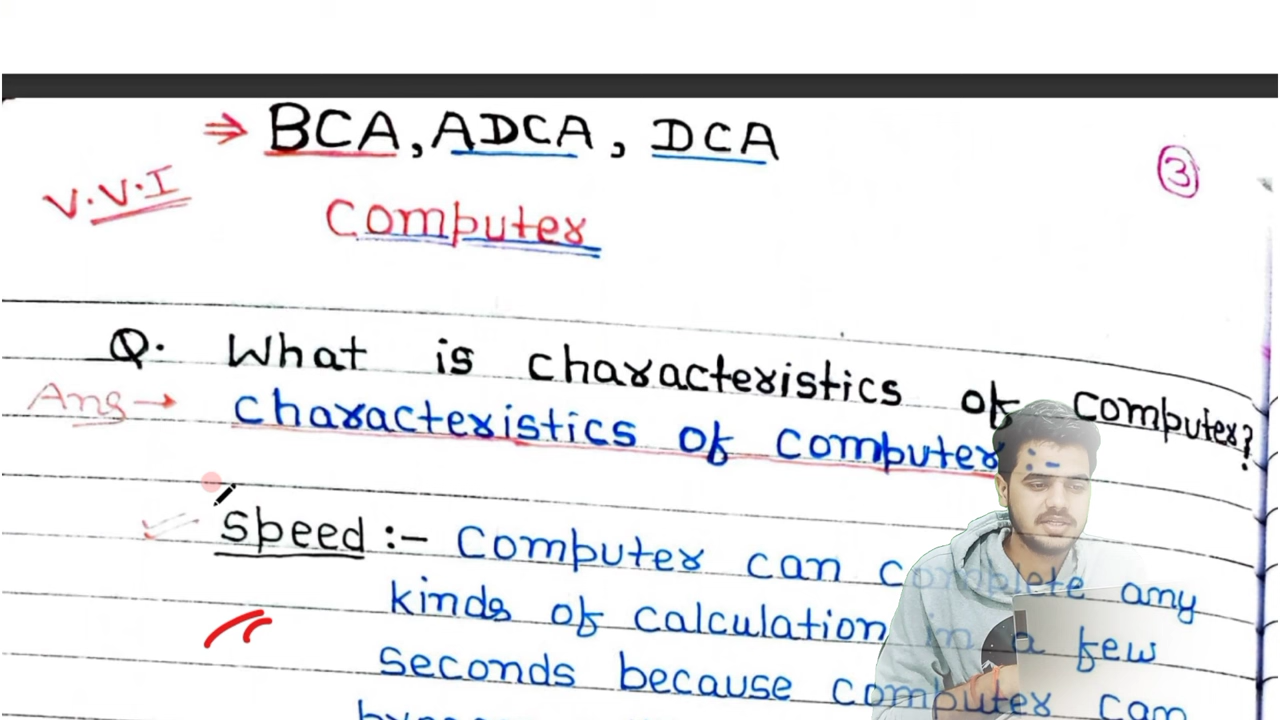 ⇒ BCA, ADCA, DCA
3
V.V.I
Computer
Q. What is characteristics of computer?
Ans → characteristics of computer :-
Speed :- Computer can complete any
kinds of calculation in a few
seconds because computer can